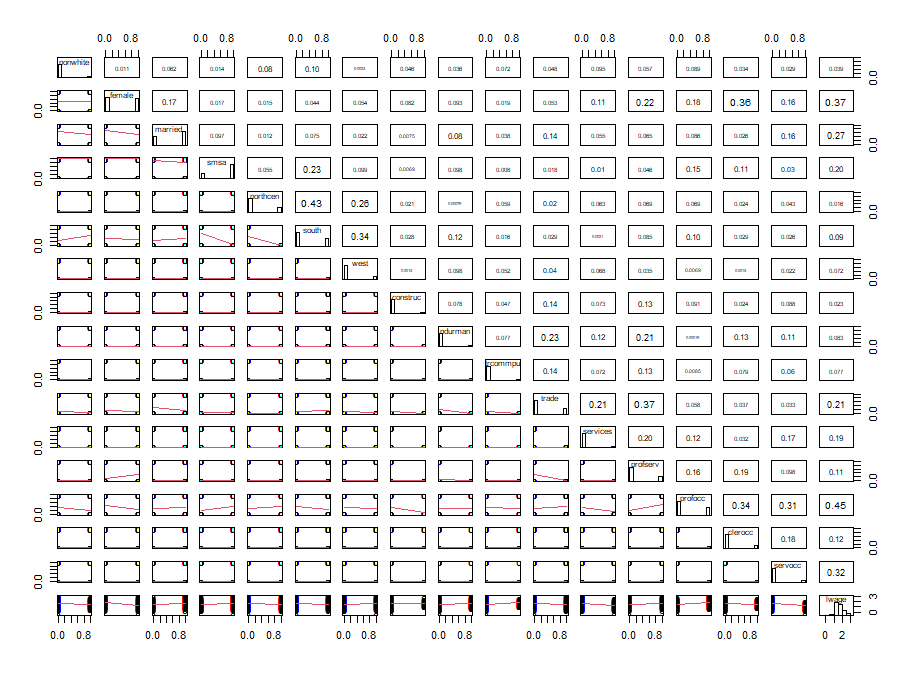 0.0 0.8 0.0 0.8 0.0 0.8 0.0 0.8 0.0 0.8 0.0 0.8 0.0 0.8 0.0 0.8
nonwhite 0.011 0.062 0.014 0.08 0.10 0.046 0.036 0.072 0.048 0.095 0.057 0.089 0.034 0.029 0.039 0.0
0.0 female 0.17 0.017 0.015 0.044 0.054 0.082 0.093 0.019 0.053 0.11 0.22 0.18 0.36 0.16 0.37
married 0.097 0.012 0.075 0.022 0.0075 0.08 0.038 0.14 0.055 0.065 0.086 0.026 0.16 0.27 0.0
0.0 smsa 0.055 0.23 0.099 0.0069 0.098 0.008 0.018 0.01 0.046 0.15 0.11 0.03 0.20
northcen 0.43 0.26 0.021 0.059 0.02 0.063 0.069 0.069 0.024 0.043 0.016 0.0
0.0 south 0.34 0.028 0.12 0.016 0.029 0.085 0.10 0.029 0.026 0.09
west 0.098 0.052 0.04 0.068 0.035 0.0069 0.022 0.072 0.0
0.0 construc 0.078 0.047 0.14 0.073 0.13 0.091 0.024 0.088 0.023
ndurman 0.077 0.23 0.12 0.21 0.13 0.11 0.083 0.0
0.0 trcommpu 0.14 0.072 0.13 0.0085 0.079 0.06 0.077
trade 0.21 0.37 0.058 0.037 0.033 0.21 0.0
0.0 services 0.20 0.12 0.032 0.17 0.19
profserv 0.16 0.19 0.098 0.11 0.0
0.0 profocc 0.34 0.31 0.45
clerocc 0.18 0.12 0.0
0.0 servocc 0.32
lwage 0 3
0.0 0.8 0.0 0.8 0.0 0.8 0.0 0.8 0.0 0.8 0.0 0.8 0.0 0.8 0.0 0.8 0 2